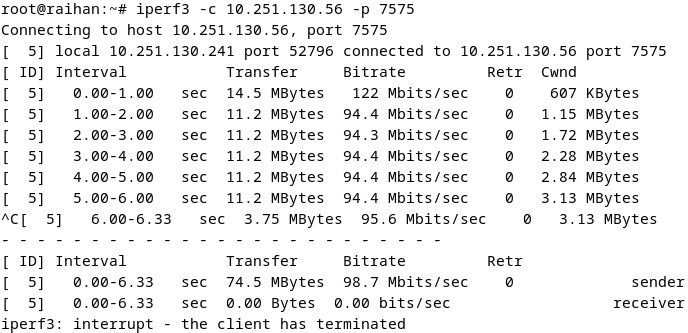 root@raihan:~# iperf3 -c 10.251.130.56 -p 7575
Connecting to host 10.251.130.56, port 7575
[  5] local 10.251.130.241 port 52796 connected to 10.251.130.56 port 7575
[ ID] Interval           Transfer     Bitrate         Retr  Cwnd
[  5]   0.00-1.00   sec  14.5 MBytes   122 Mbits/sec    0    607 KBytes
[  5]   1.00-2.00   sec  11.2 MBytes  94.4 Mbits/sec    0   1.15 MBytes
[  5]   2.00-3.00   sec  11.2 MBytes  94.3 Mbits/sec    0   1.72 MBytes
[  5]   3.00-4.00   sec  11.2 MBytes  94.4 Mbits/sec    0   2.28 MBytes
[  5]   4.00-5.00   sec  11.2 MBytes  94.4 Mbits/sec    0   2.84 MBytes
[  5]   5.00-6.00   sec  11.2 MBytes  94.4 Mbits/sec    0   3.13 MBytes
^C[  5]   6.00-6.33   sec  3.75 MBytes  95.6 Mbits/sec    0   3.13 MBytes
- - - - - - - - - - - - - - - - - - - - - - - - -
[ ID] Interval           Transfer     Bitrate         Retr
[  5]   0.00-6.33   sec  74.5 MBytes  98.7 Mbits/sec    0             sender
[  5]   0.00-6.33   sec  0.00 Bytes  0.00 bits/sec                  receiver
iperf3: interrupt - the client has terminated